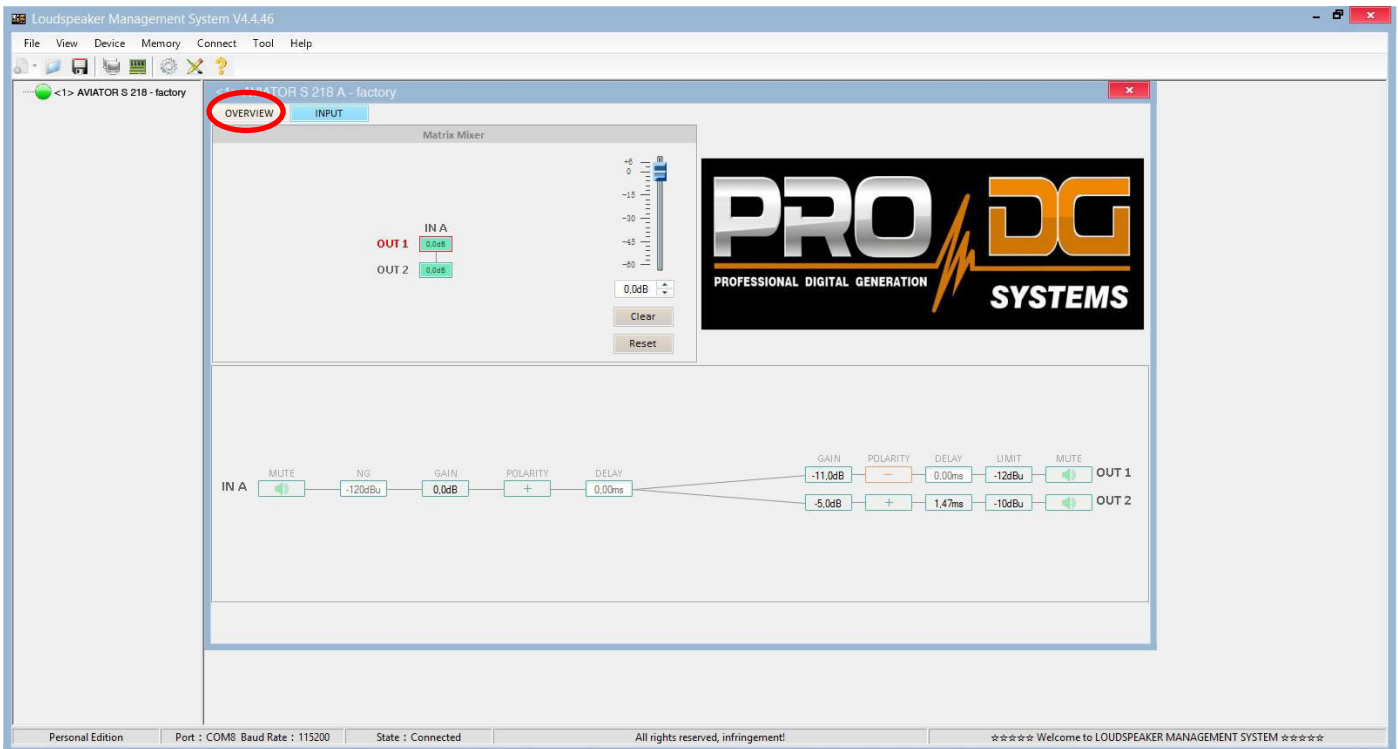 Loudspeaker Management System V4.4.46
File View Device Memory Connect Tool Help
<1> AVIATOR S 218 - factory
<1> AVIATOR S 218 A - factory
OVERVIEW INPUT
Matrix Mixer
+6
0
-15
-30
-45
-60
IN A
OUT 1 0,0dB
OUT 2 0,0dB
0,0dB
Clear
Reset
PRO DG
PROFESSIONAL DIGITAL GENERATION
SYSTEMS
GAIN POLARITY DELAY LIMIT MUTE
-11,0dB − 0,00ms -12dBu OUT 1
MUTE NG GAIN POLARITY DELAY
IN A -120dBu 0,0dB + 0,00ms
-5,0dB + 1,47ms -10dBu OUT 2
Personal Edition Port : COM8 Baud Rate : 115200 State : Connected All rights reserved, infringement! ☆☆☆☆☆ Welcome to LOUDSPEAKER MANAGEMENT SYSTEM ☆☆☆☆☆